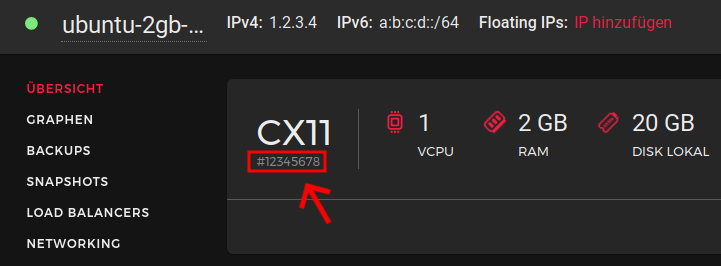 ubuntu-2gb-... IPv4: 1.2.3.4 IPv6: a:b:c:d::/64 Floating IPs: IP hinzufügen
ÜBERSICHT
GRAPHEN
BACKUPS
SNAPSHOTS
LOAD BALANCERS
NETWORKING
CX11
#12345678
1
VCPU
2 GB
RAM
20 GB
DISK LOKAL